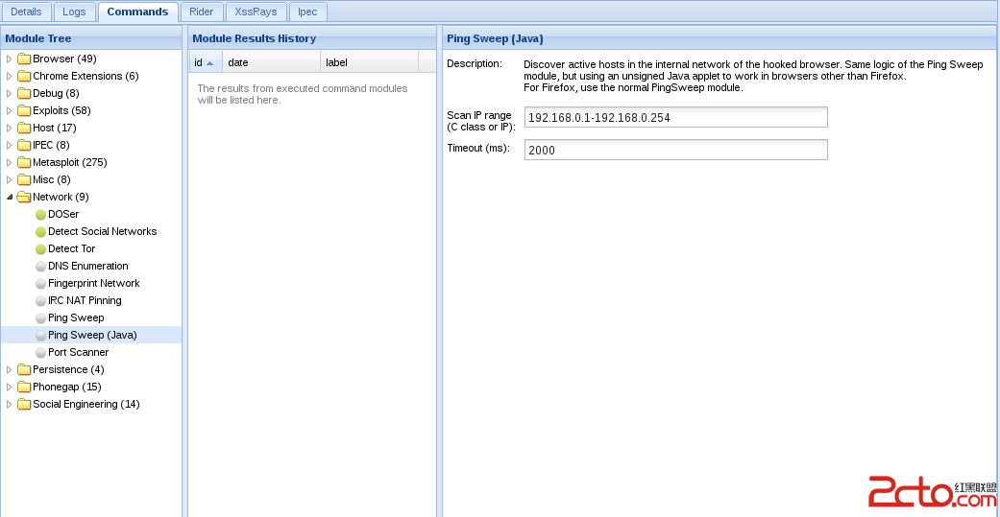 Details
Logs
Commands
Rider
XssRays
Ipec
Module Tree
Browser (49)
Chrome Extensions (6)
Debug (8)
Exploits (58)
Host (17)
IPEC (8)
Metasploit (275)
Misc (8)
Network (9)
DOSer
Detect Social Networks
Detect Tor
DNS Enumeration
Fingerprint Network
IRC NAT Pinning
Ping Sweep
Ping Sweep (Java)
Port Scanner
Persistence (4)
Phonegap (15)
Social Engineering (14)
Module Results History
id
date
label
The results from executed command modules
will be listed here.
Ping Sweep (Java)
Description:
Discover active hosts in the internal network of the hooked browser. Same logic of the Ping Sweep
module, but using an unsigned Java applet to work in browsers other than Firefox.
For Firefox, use the normal PingSweep module.
Scan IP range
(C class or IP):
192.168.0.1-192.168.0.254
Timeout (ms):
2000
2cto.com
红黑联盟